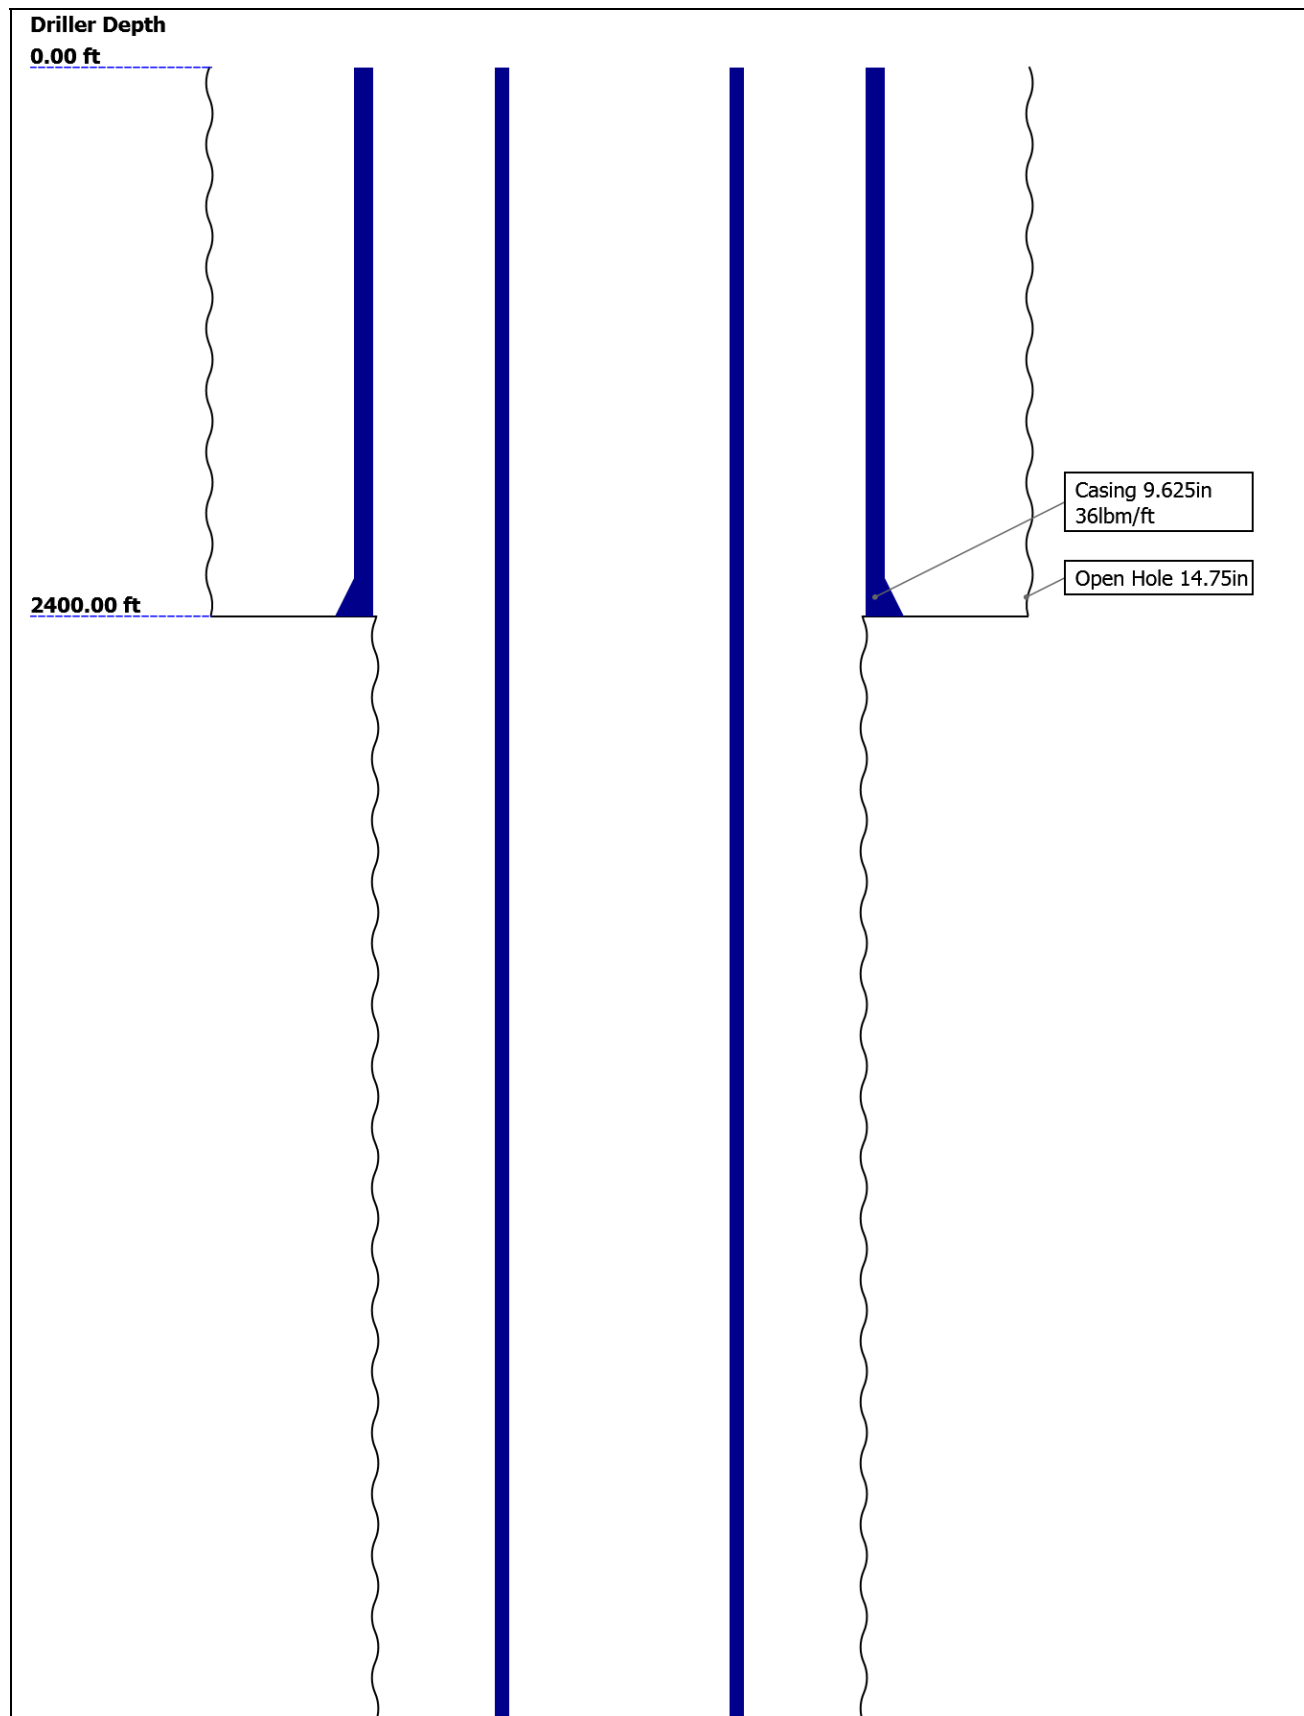 Driller Depth
0.00 ft
Casing 9.625in
36lbm/ft
Open Hole 14.75in
2400.00 ft